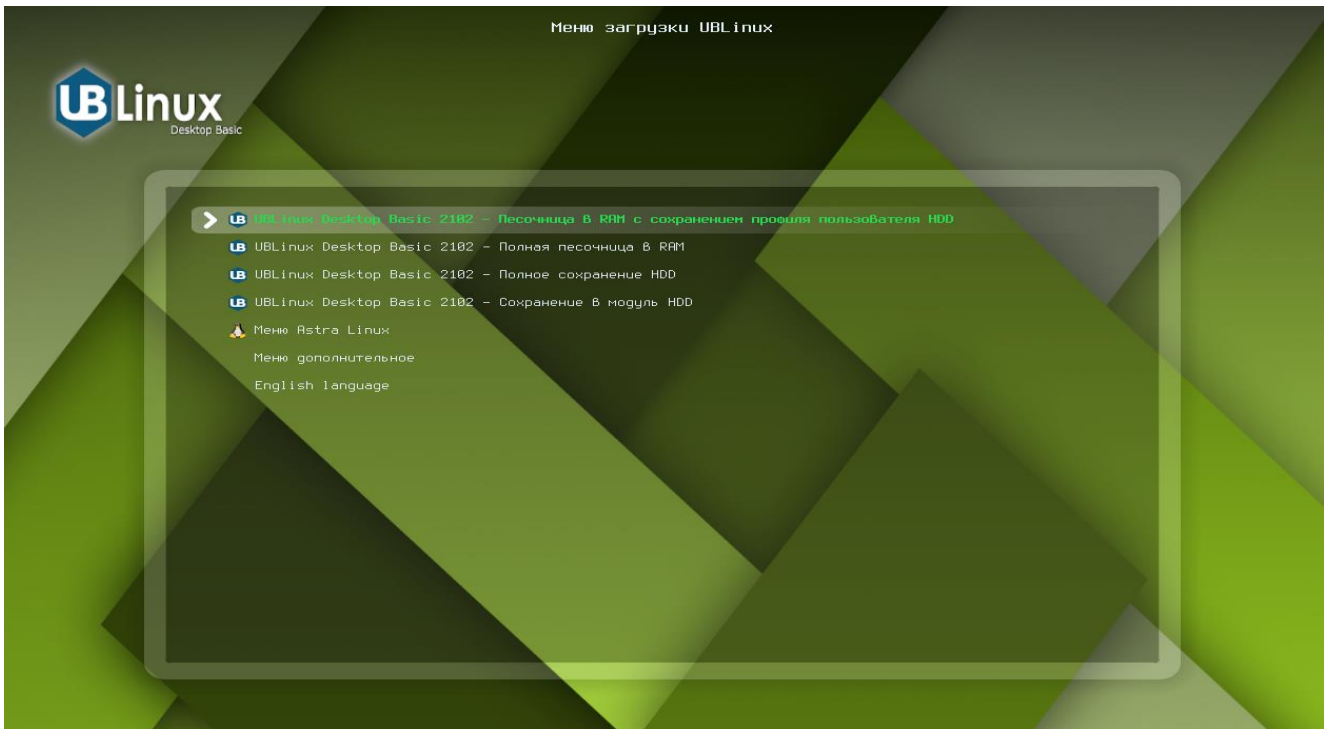 Меню загрузки UBLinux
UBLinux
Desktop Basic
UBLinux Desktop Basic 2102 - Песочница в RAM с сохранением профиля пользователя HDD
UBLinux Desktop Basic 2102 - Полная песочница в RAM
UBLinux Desktop Basic 2102 - Полное сохранение HDD
UBLinux Desktop Basic 2102 - Сохранение в модуль HDD
Меню Astra Linux
Меню дополнительное
English language